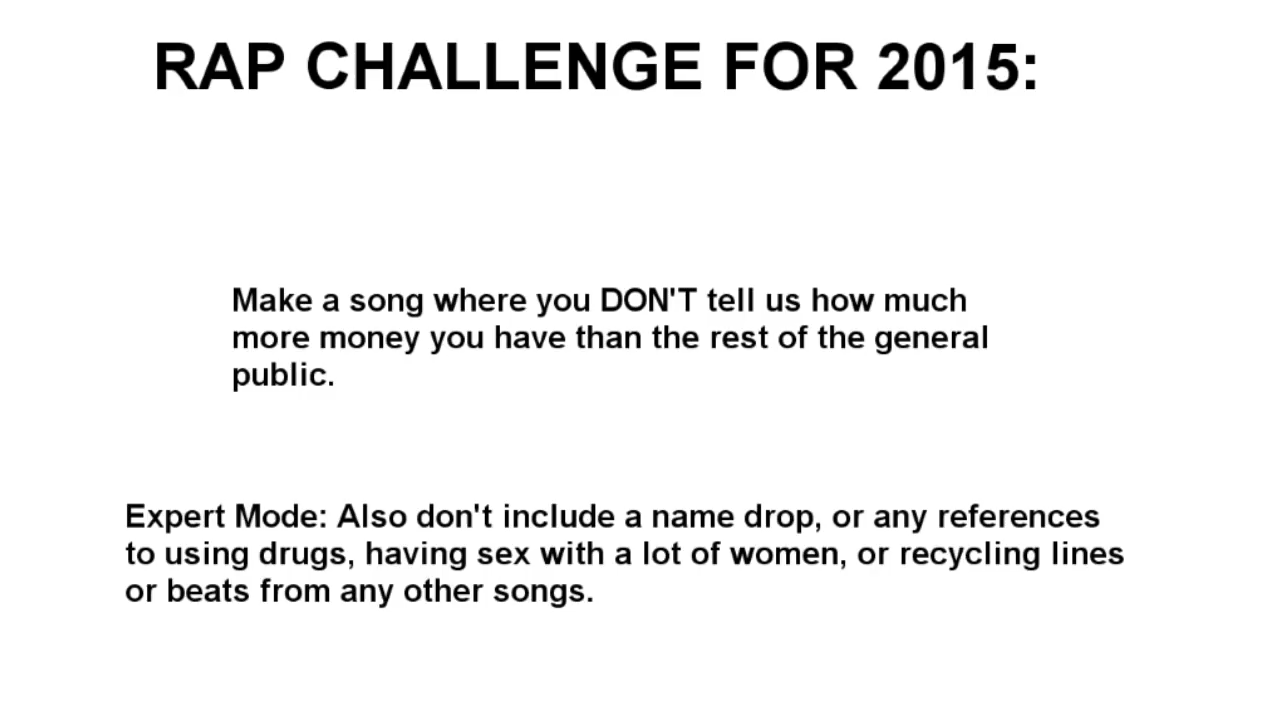 RAP CHALLENGE FOR 2015:
Make a song where you DON'T tell us how much
more money you have than the rest of the general
public.
Expert Mode: Also don't include a name drop, or any references
to using drugs, having sex with a lot of women, or recycling lines
or beats from any other songs.